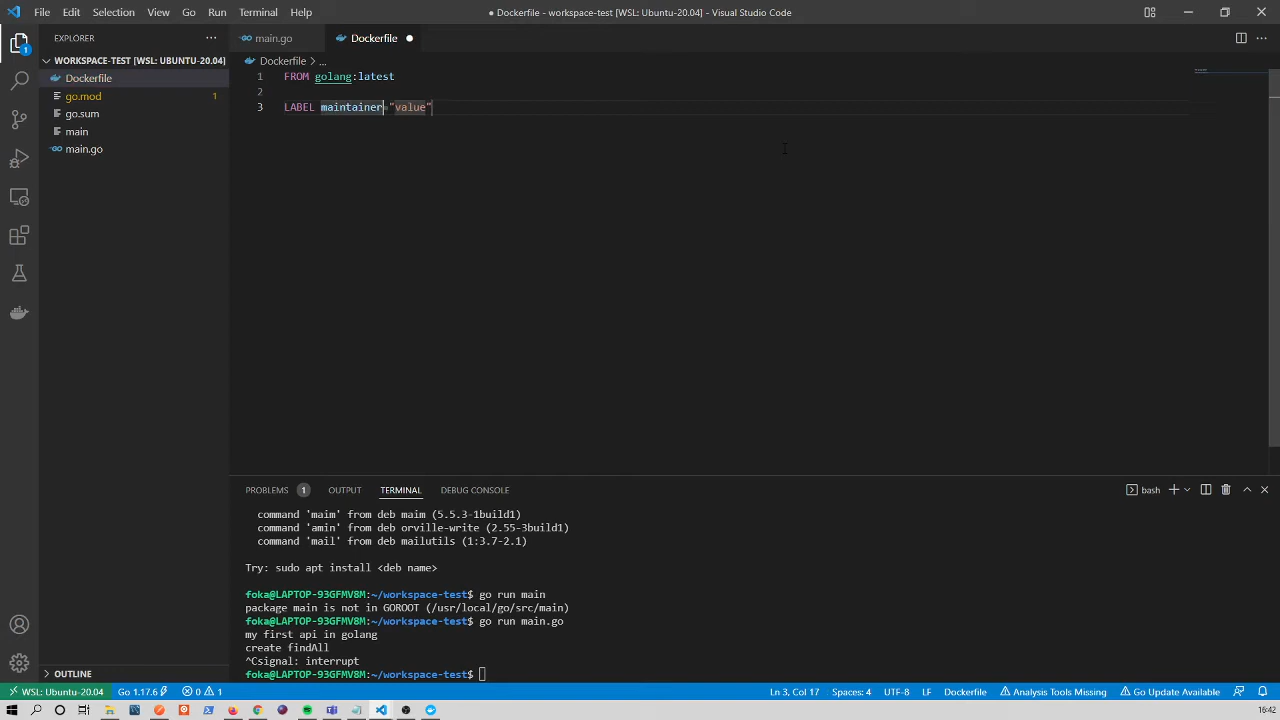 File Edit Selection View Go Run Terminal Help
● Dockerfile - workspace-test [WSL: Ubuntu-20.04] - Visual Studio Code
EXPLORER
main.go
Dockerfile
WORKSPACE-TEST [WSL: UBUNTU-20.04]
Dockerfile > ...
Dockerfile
go.mod 1
go.sum
main
main.go
1 FROM golang:latest
2
3 LABEL maintainer="value"
1
PROBLEMS 1 OUTPUT TERMINAL DEBUG CONSOLE
bash
command 'maim' from deb maim (5.5.3-1build1)
command 'amin' from deb orville-write (2.55-3build1)
command 'mail' from deb mailutils (1:3.7-2.1)
Try: sudo apt install <deb name>
foka@LAPTOP-93GFMV8M:~/workspace-test$ go run main
package main is not in GOROOT (/usr/local/go/src/main)
foka@LAPTOP-93GFMV8M:~/workspace-test$ go run main.go
my first api in golang
create findAll
^Csignal: interrupt
foka@LAPTOP-93GFMV8M:~/workspace-test$
OUTLINE
WSL: Ubuntu-20.04 Go 1.17.6 0 1
Ln 3, Col 17 Spaces: 4 UTF-8 LF Dockerfile Analysis Tools Missing Go Update Available
16:42